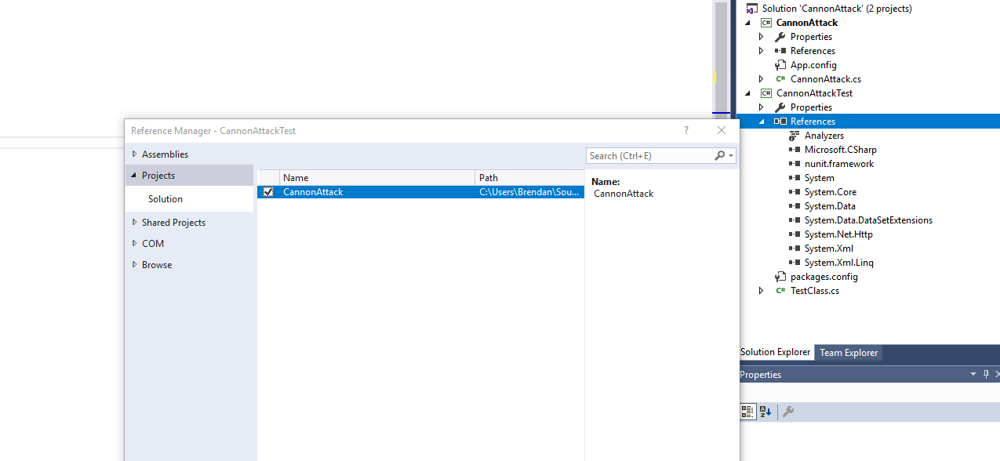 Solution 'CannonAttack' (2 projects)
C# CannonAttack
Properties
References
App.config
C# CannonAttack.cs
C# CannonAttackTest
Properties
References
Analyzers
Microsoft.CSharp
nunit.framework
System
System.Core
System.Data
System.Data.DataSetExtensions
System.Net.Http
System.Xml
System.Xml.Linq
packages.config
C# TestClass.cs
Solution Explorer Team Explorer
Properties
A
Z
Reference Manager - CannonAttackTest ?
Assemblies
Projects
Solution
Shared Projects
COM
Browse
Search (Ctrl+E)
Name Path
CannonAttack C:\Users\Brendan\Sou...
Name:
CannonAttack